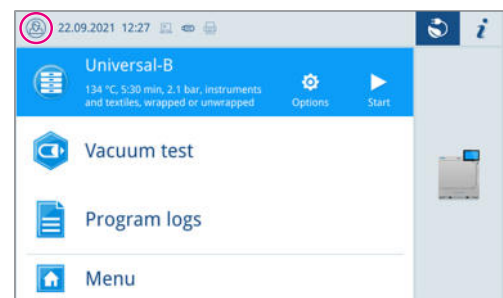 22.09.2021 12:27
i
Universal-B
134 °C, 5:30 min, 2.1 bar, instruments
and textiles, wrapped or unwrapped
Options
Start
Vacuum test
Program logs
Menu